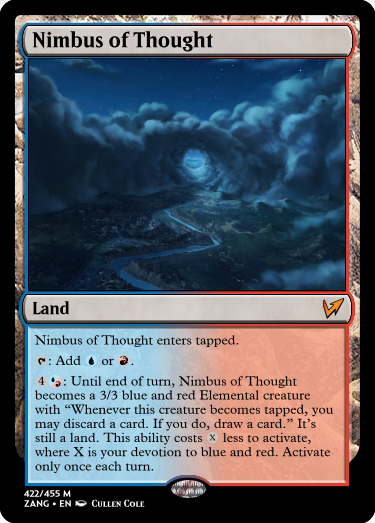 Nimbus of Thought
Land
Nimbus of Thought enters tapped.
: Add or .
4 : Until end of turn, Nimbus of Thought
becomes a 3/3 blue and red Elemental creature
with “Whenever this creature becomes tapped, you
may discard a card. If you do, draw a card.” It's
still a land. This ability costs X less to activate,
where X is your devotion to blue and red. Activate
only once each turn.
422/455 M
ZANG • EN Cullen Cole